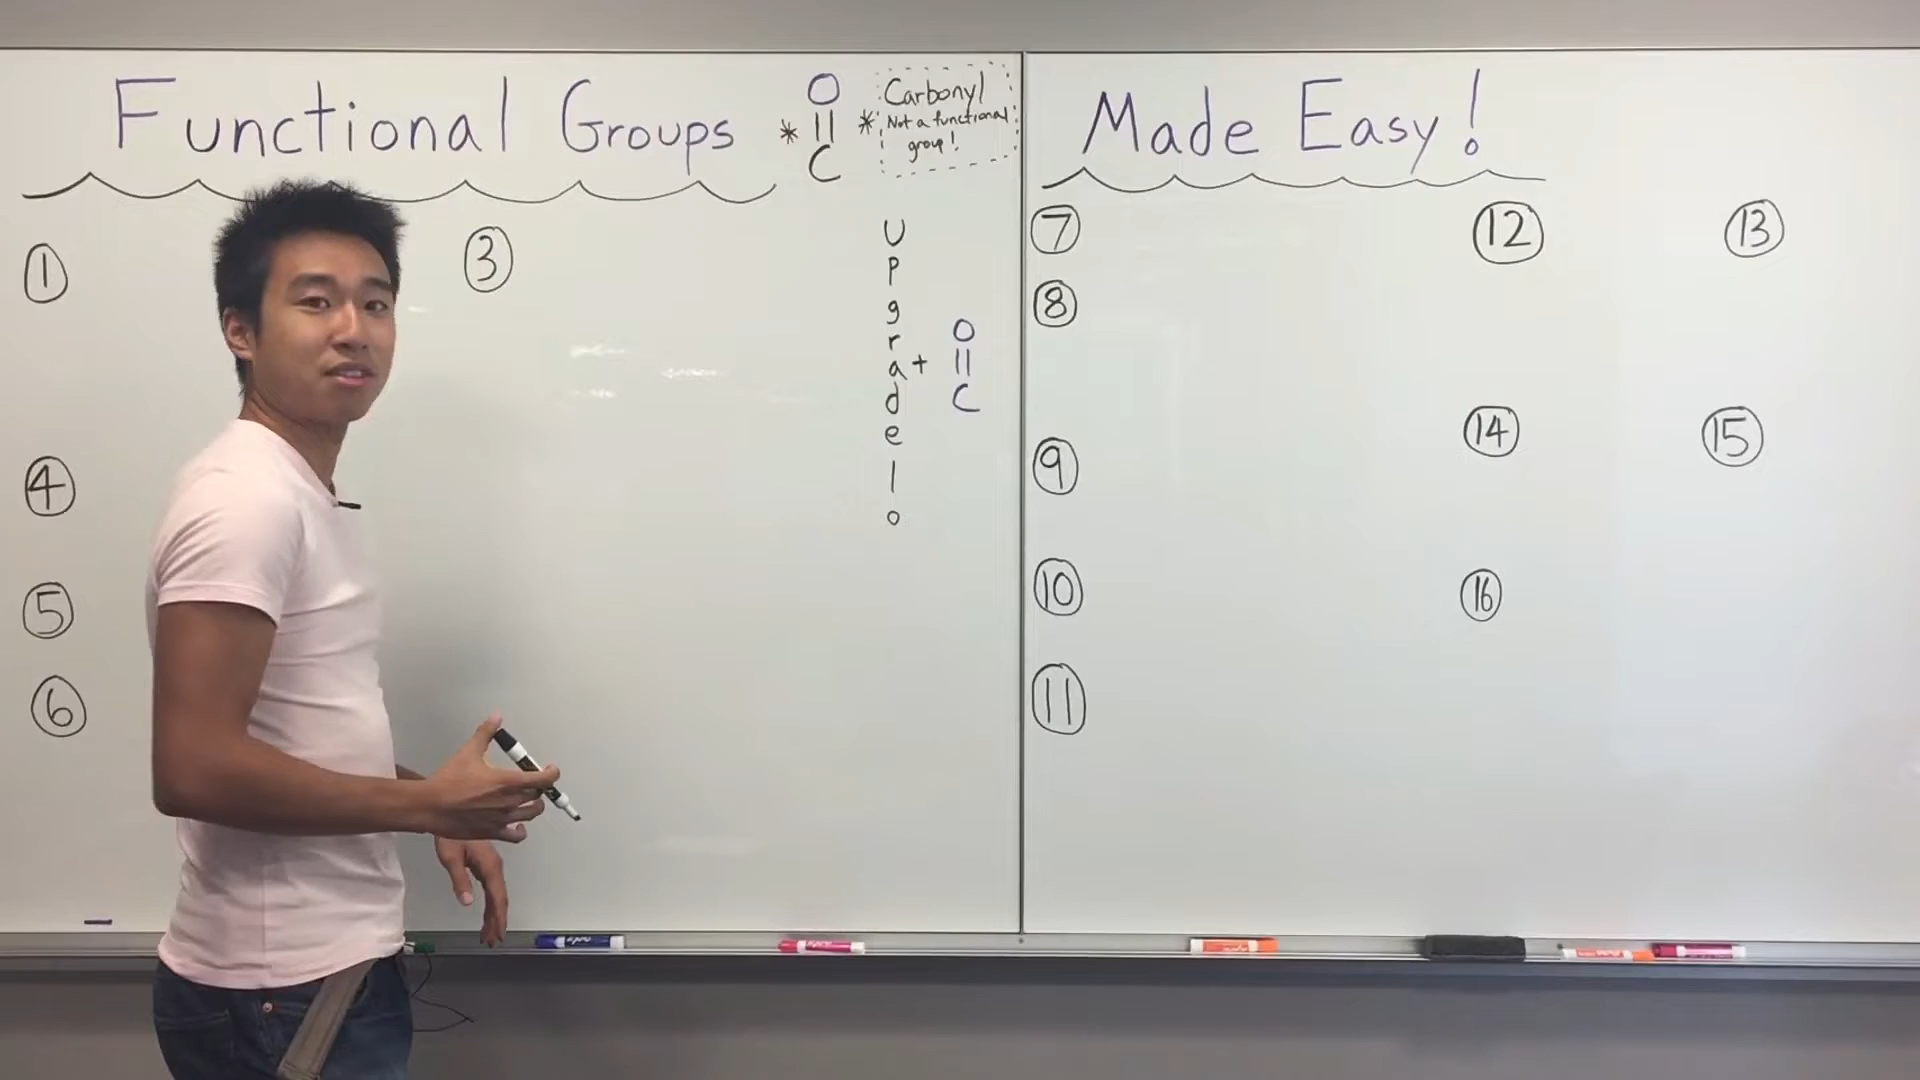 Functional Groups
* O
||
C
Carbonyl
* Not a functional
group!
Made Easy!
1
3
4
5
6
U
p
g
r
a
d
e
l
o
+
O
||
C
7
12
13
8
14
15
9
10
16
11